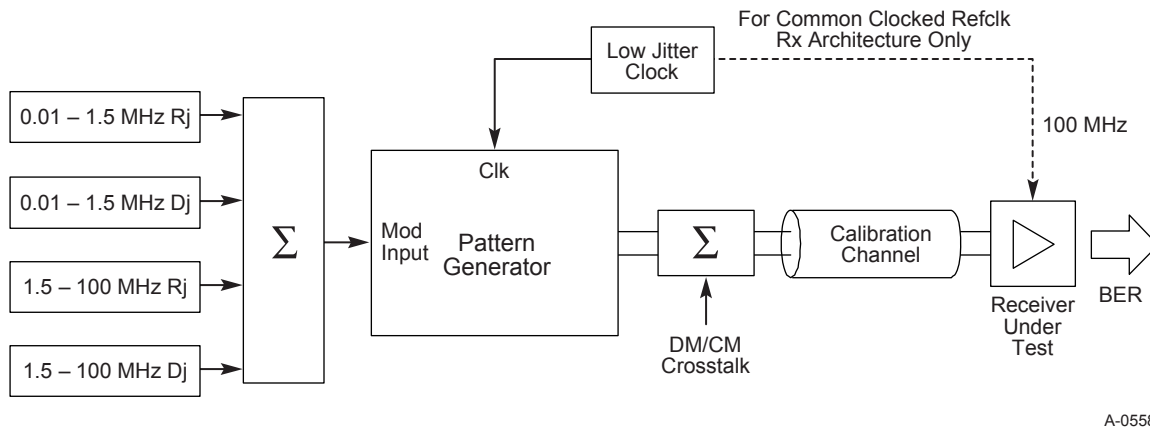 For Common Clocked Refclk
Rx Architecture Only
Low Jitter
Clock
0.01 – 1.5 MHz Rj
0.01 – 1.5 MHz Dj
1.5 – 100 MHz Rj
1.5 – 100 MHz Dj
Σ
Clk
Mod
Input
Pattern
Generator
Σ
DM/CM
Crosstalk
Calibration
Channel
100 MHz
Receiver
Under
Test
BER
A-0558